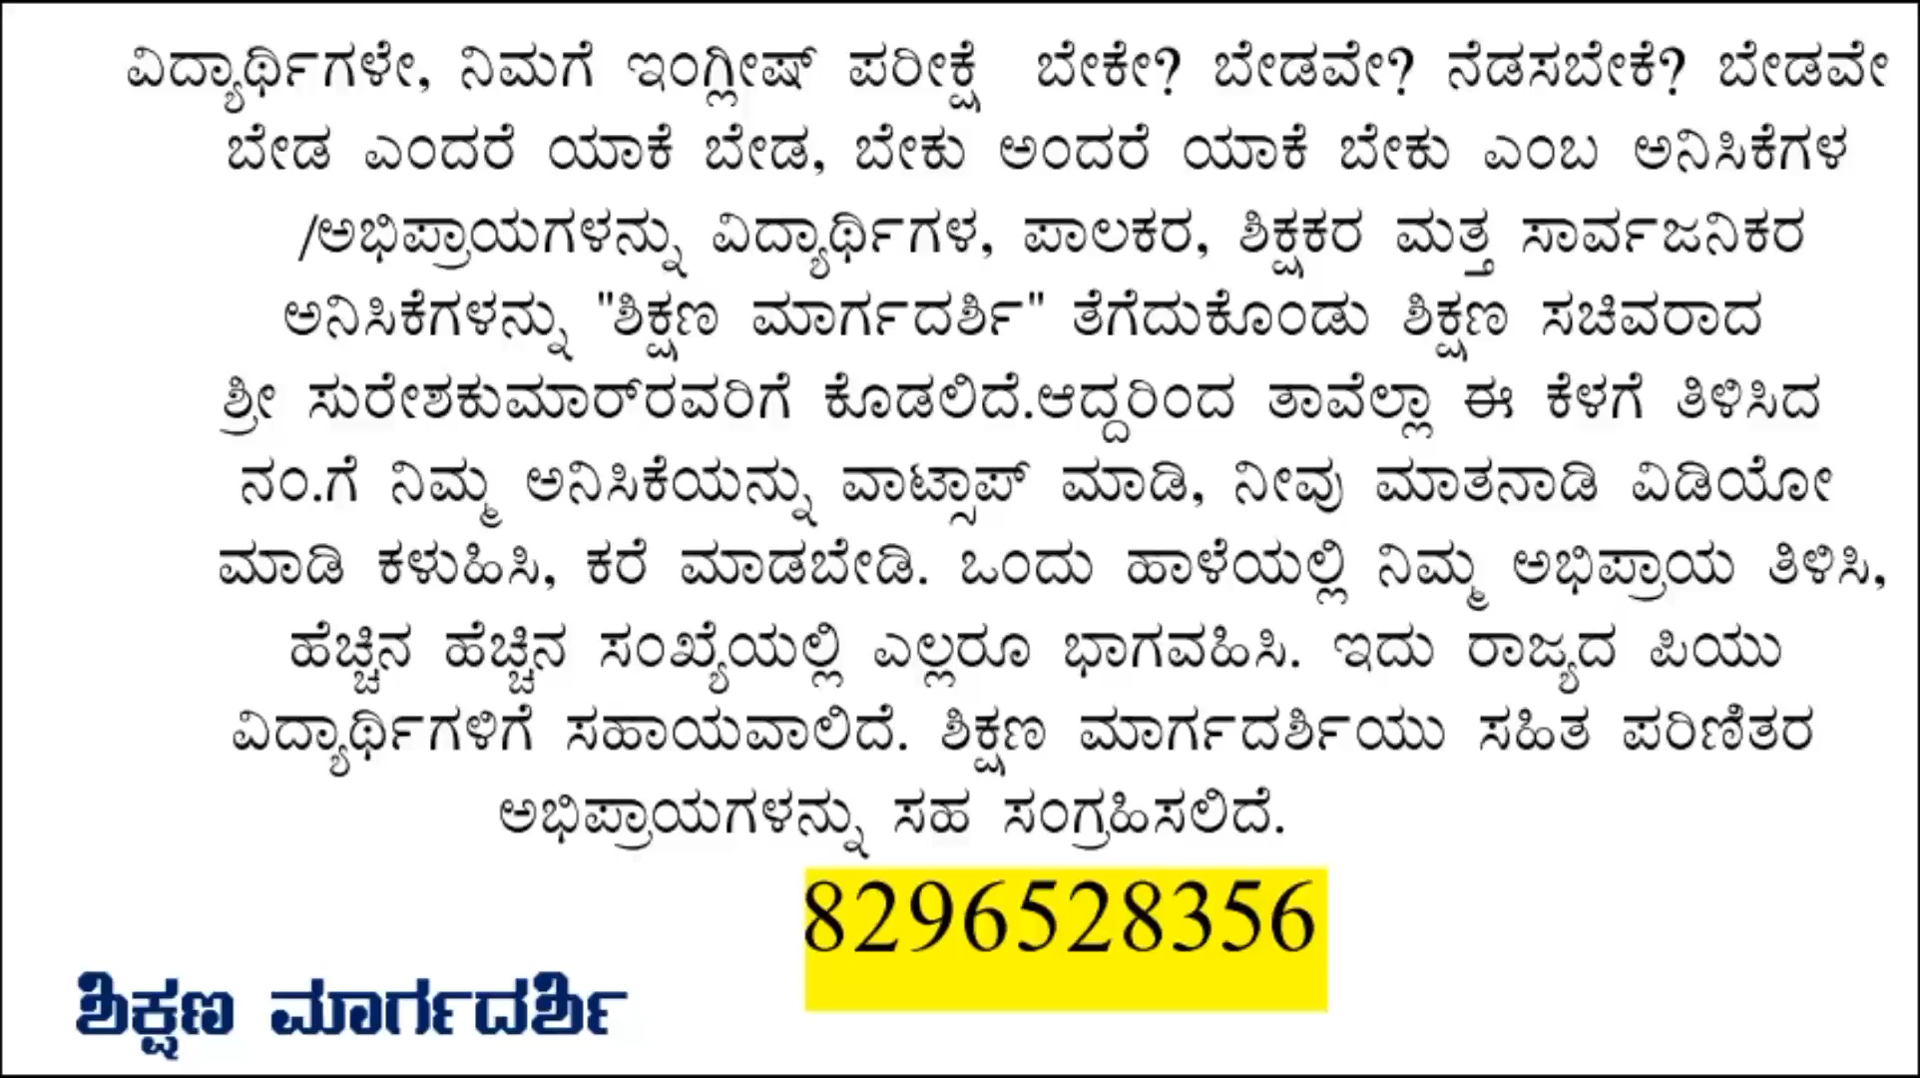 ವಿದ್ಯಾರ್ಥಿಗಳೇ, ನಿಮಗೆ ಇಂಗ್ಲೀಷ್ ಪರೀಕ್ಷೆ ಬೇಕೇ? ಬೇಡವೇ? ನೆಡಸಬೇಕೆ? ಬೇಡವೇ
ಬೇಡ ಎಂದರೆ ಯಾಕೆ ಬೇಡ, ಬೇಕು ಅಂದರೆ ಯಾಕೆ ಬೇಕು ಎಂಬ ಅನಿಸಿಕೆಗಳ
/ಅಭಿಪ್ರಾಯಗಳನ್ನು ವಿದ್ಯಾರ್ಥಿಗಳ, ಪಾಲಕರ, ಶಿಕ್ಷಕರ ಮತ್ತ ಸಾರ್ವಜನಿಕರ
ಅನಿಸಿಕೆಗಳನ್ನು "ಶಿಕ್ಷಣ ಮಾರ್ಗದರ್ಶಿ" ತೆಗೆದುಕೊಂಡು ಶಿಕ್ಷಣ ಸಚಿವರಾದ
ಶ್ರೀ ಸುರೇಶಕುಮಾರ್‌ರವರಿಗೆ ಕೊಡಲಿದೆ.ಆದ್ದರಿಂದ ತಾವೆಲ್ಲಾ ಈ ಕೆಳಗೆ ತಿಳಿಸಿದ
ನಂ.ಗೆ ನಿಮ್ಮ ಅನಿಸಿಕೆಯನ್ನು ವಾಟ್ಸಾಪ್ ಮಾಡಿ, ನೀವು ಮಾತನಾಡಿ ವಿಡಿಯೋ
ಮಾಡಿ ಕಳುಹಿಸಿ, ಕರೆ ಮಾಡಬೇಡಿ. ಒಂದು ಹಾಳೆಯಲ್ಲಿ ನಿಮ್ಮ ಅಭಿಪ್ರಾಯ ತಿಳಿಸಿ,
ಹೆಚ್ಚಿನ ಹೆಚ್ಚಿನ ಸಂಖ್ಯೆಯಲ್ಲಿ ಎಲ್ಲರೂ ಭಾಗವಹಿಸಿ. ಇದು ರಾಜ್ಯದ ಪಿಯು
ವಿದ್ಯಾರ್ಥಿಗಳಿಗೆ ಸಹಾಯವಾಲಿದೆ. ಶಿಕ್ಷಣ ಮಾರ್ಗದರ್ಶಿಯು ಸಹಿತ ಪರಿಣಿತರ
ಅಭಿಪ್ರಾಯಗಳನ್ನು ಸಹ ಸಂಗ್ರಹಿಸಲಿದೆ.
8296528356
ಶಿಕ್ಷಣ ಮಾರ್ಗದರ್ಶಿ